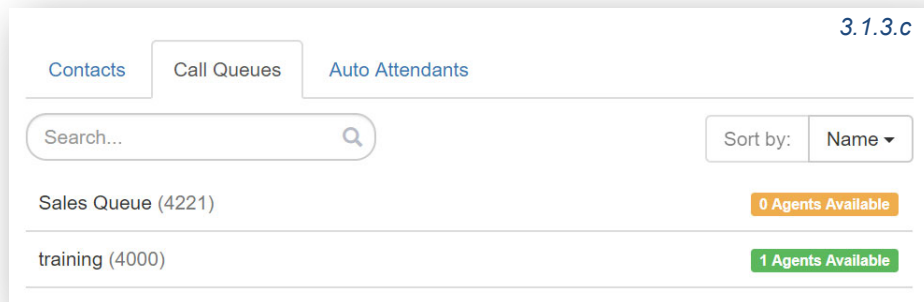 3.1.3.c
Contacts Call Queues Auto Attendants
Search... Sort by: Name
Sales Queue (4221) 0 Agents Available
training (4000) 1 Agents Available